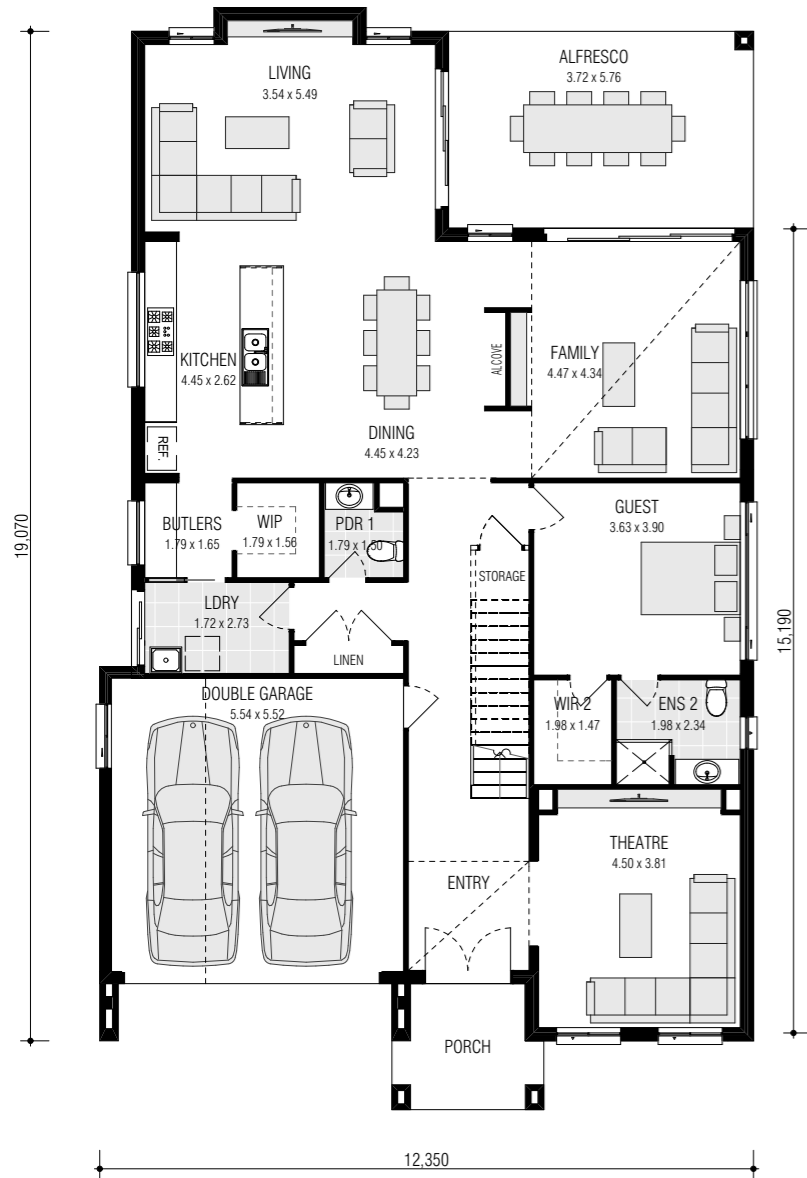 LIVING
3.54 x 5.49
ALFRESCO
3.72 x 5.76
KITCHEN
4.45 x 2.62
ALCOVE
FAMILY
4.47 x 4.34
DINING
4.45 x 4.23
REF.
19,070
BUTLERS
1.79 x 1.65
WIP
1.79 x 1.56
PDR 1
1.79 x 1.50
GUEST
3.63 x 3.90
STORAGE
LDRY
1.72 x 2.73
LINEN
15,190
DOUBLE GARAGE
5.54 x 5.52
WIR 2
1.98 x 1.47
ENS 2
1.98 x 2.34
THEATRE
4.50 x 3.81
ENTRY
PORCH
12,350